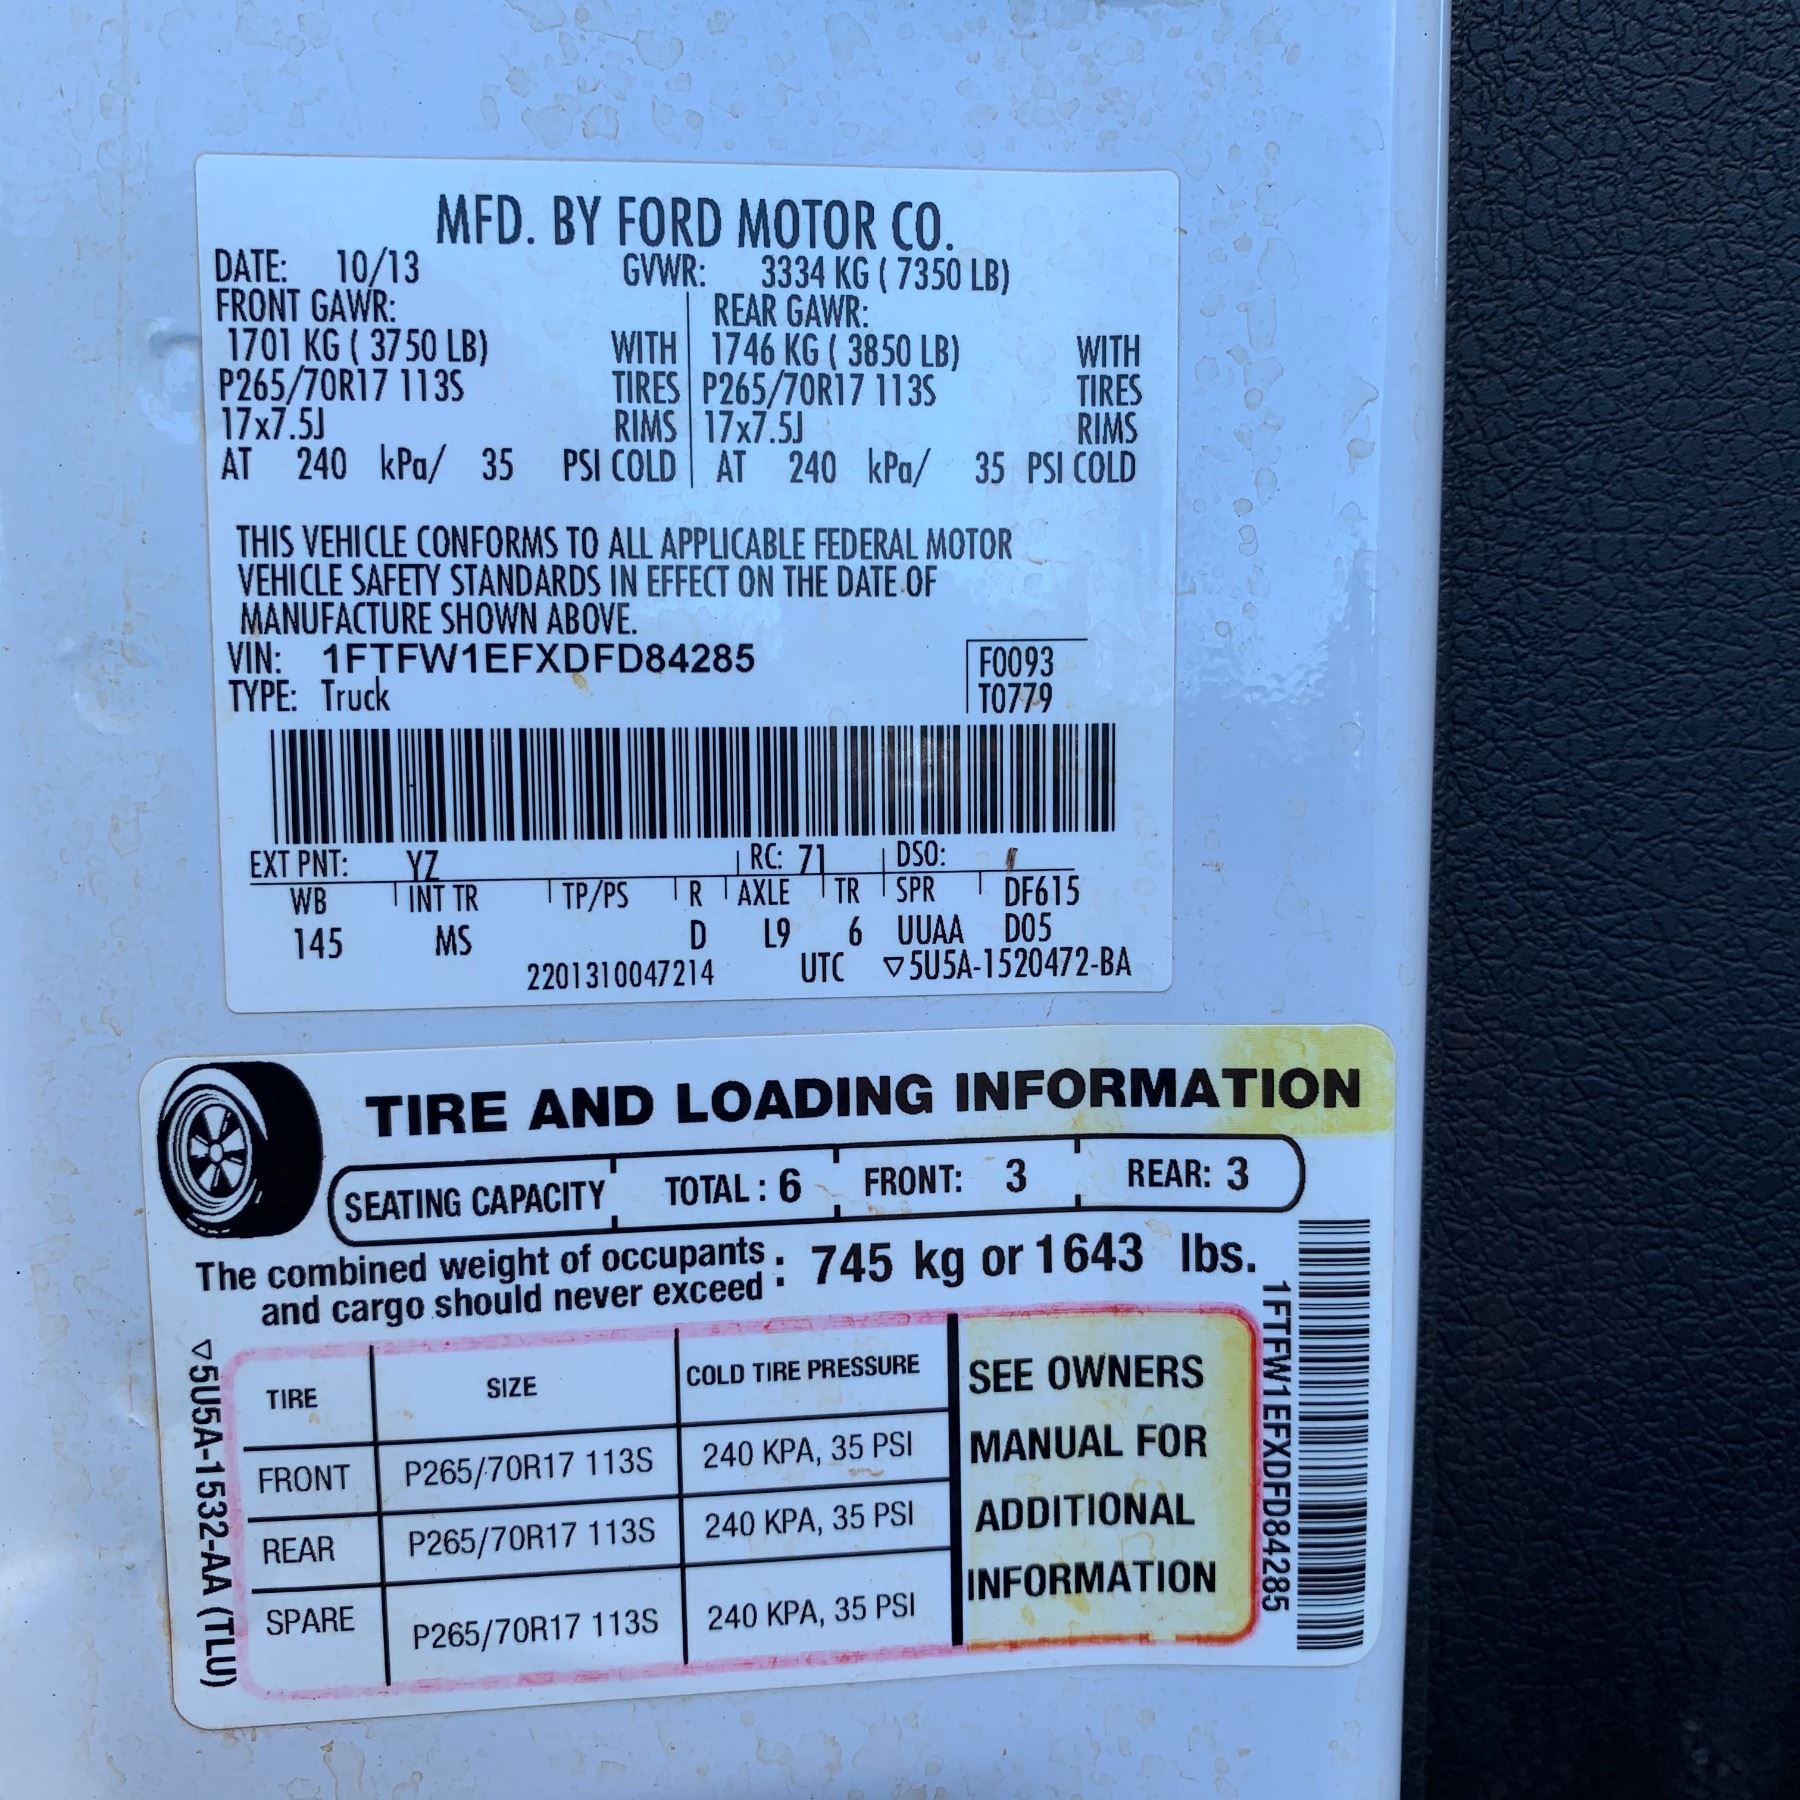 MFD. BY FORD MOTOR CO.
DATE: 10/13 GVWR: 3334 KG ( 7350 LB)
FRONT GAWR: REAR GAWR:
1701 KG ( 3750 LB) WITH 1746 KG ( 3850 LB) WITH
P265/70R17 113S TIRES P265/70R17 113S TIRES
17x7.5J RIMS 17x7.5J RIMS
AT 240 kPa/ 35 PSI COLD AT 240 kPa/ 35 PSI COLD
THIS VEHICLE CONFORMS TO ALL APPLICABLE FEDERAL MOTOR
VEHICLE SAFETY STANDARDS IN EFFECT ON THE DATE OF
MANUFACTURE SHOWN ABOVE.
VIN: 1FTFW1EFXDFD84285 F0093
TYPE: Truck T0779
EXT PNT: YZ RC: 71 DSO:
WB INT TR TP/PS R AXLE TR SPR DF615
145 MS D L9 6 UUAA D05
2201310047214 UTC ▽5U5A-1520472-BA
TIRE AND LOADING INFORMATION
SEATING CAPACITY TOTAL : 6 FRONT: 3 REAR: 3
The combined weight of occupants : 745 kg or 1643 lbs.
and cargo should never exceed :
TIRE SIZE COLD TIRE PRESSURE
FRONT P265/70R17 113S 240 KPA, 35 PSI
REAR P265/70R17 113S 240 KPA, 35 PSI
SPARE P265/70R17 113S 240 KPA, 35 PSI
SEE OWNERS
MANUAL FOR
ADDITIONAL
INFORMATION
▽5U5A-1532-AA (TLU)
1FTFW1EFXDFD84285